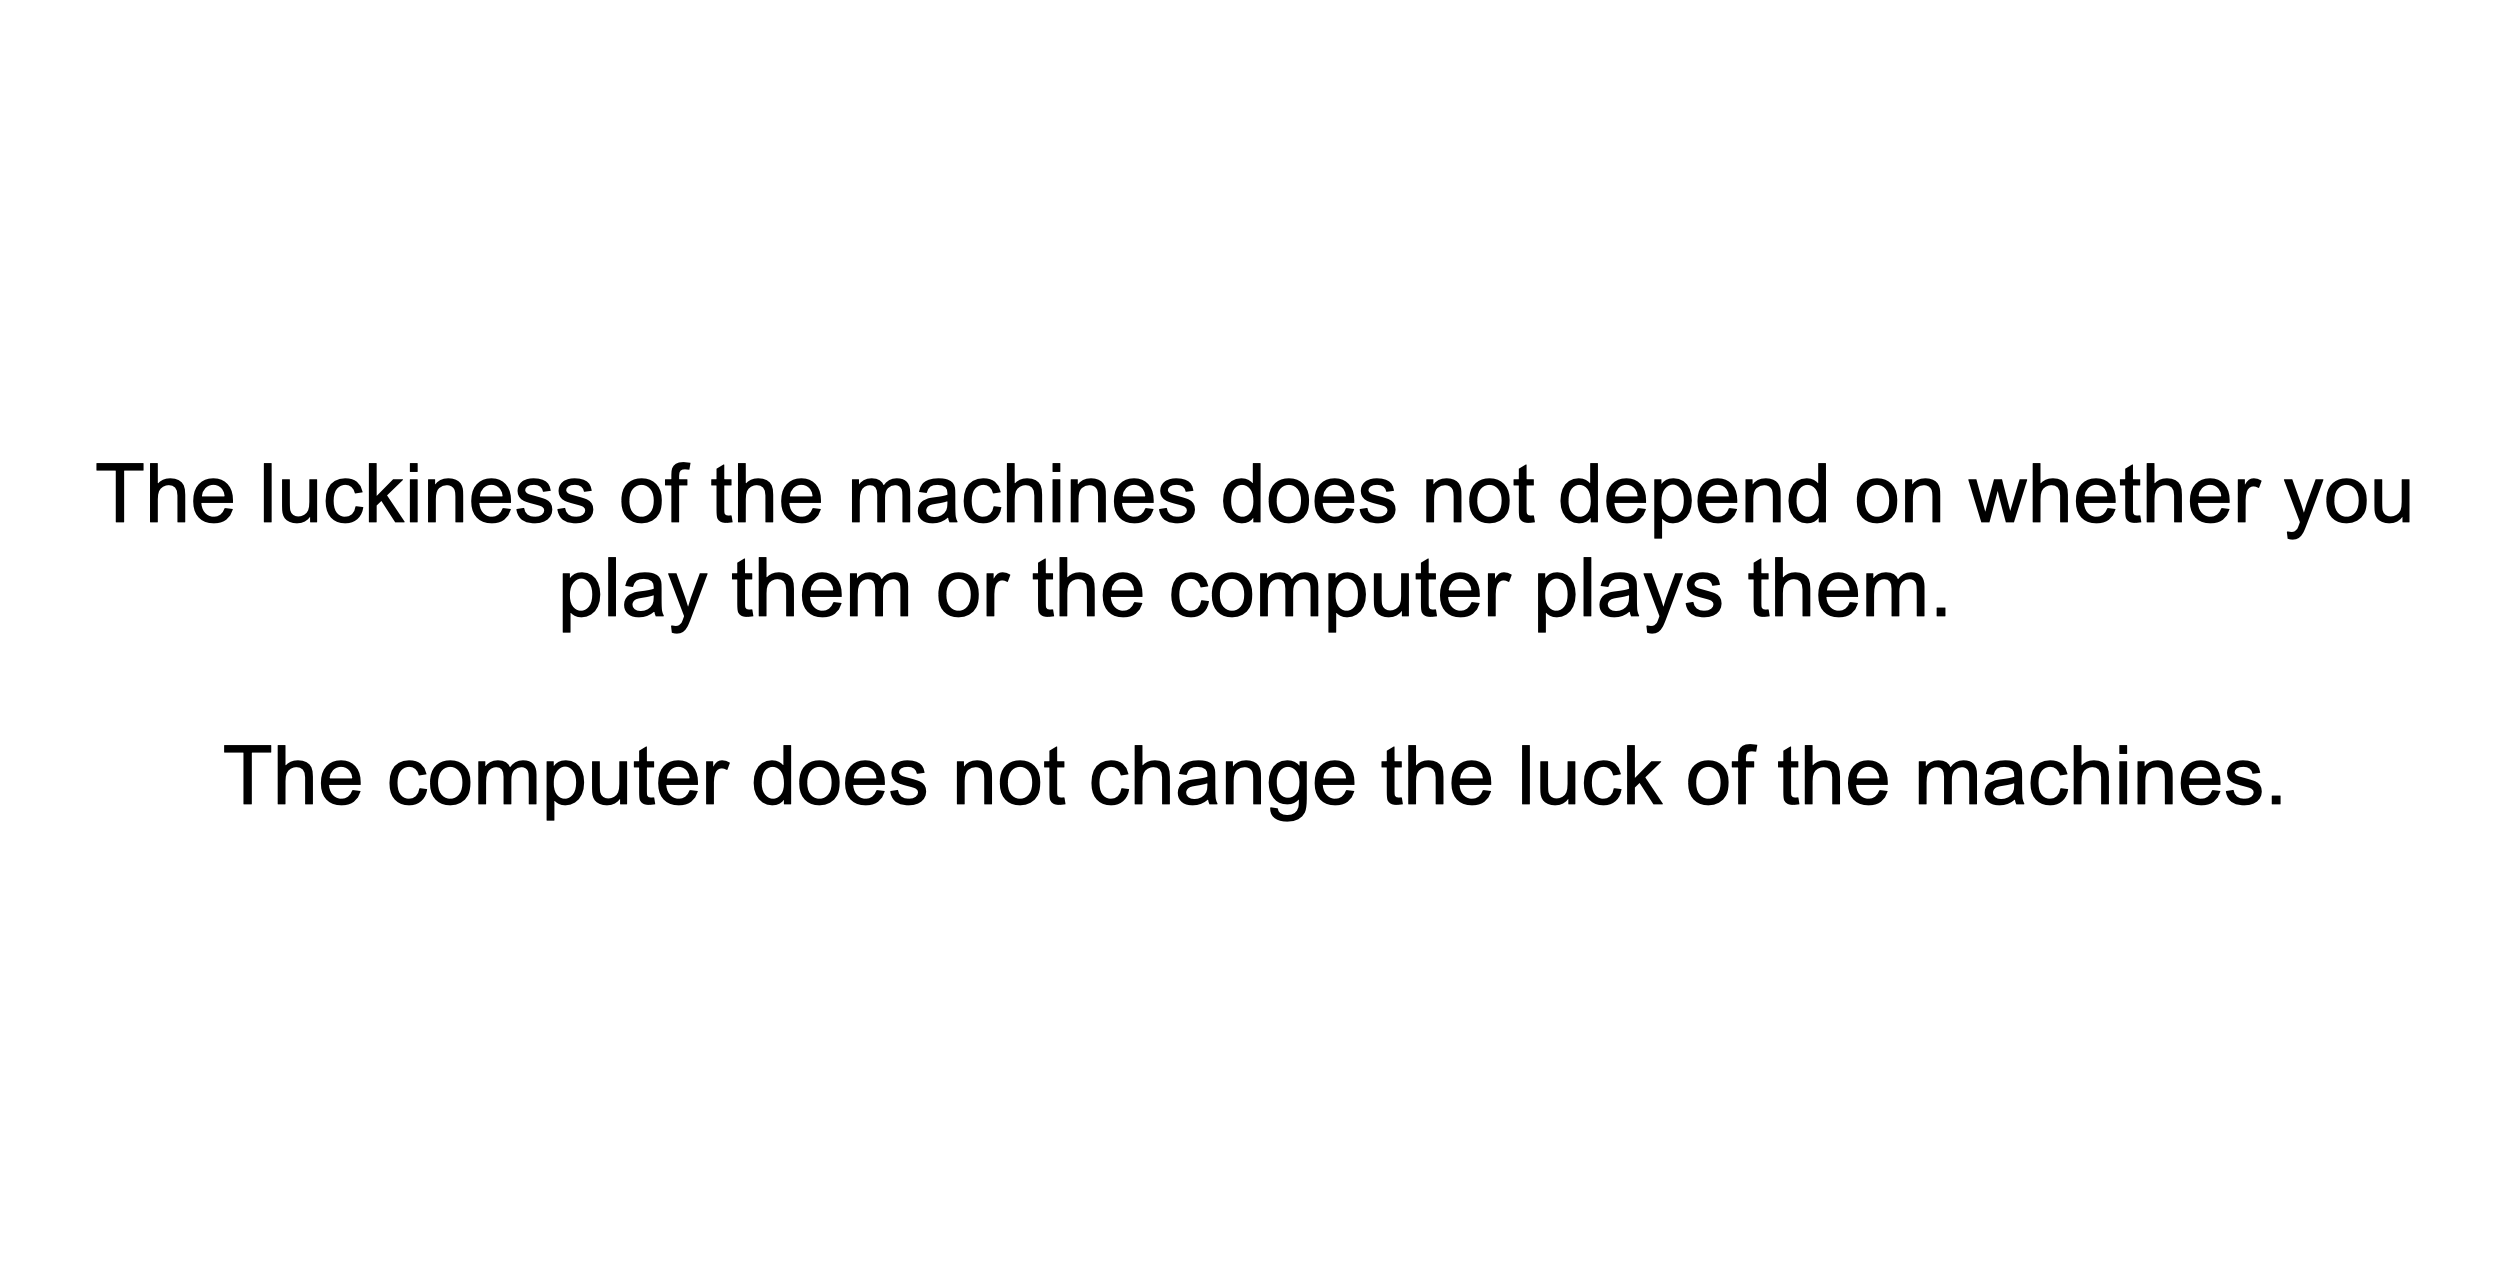 The luckiness of the machines does not depend on whether you
play them or the computer plays them.
The computer does not change the luck of the machines.